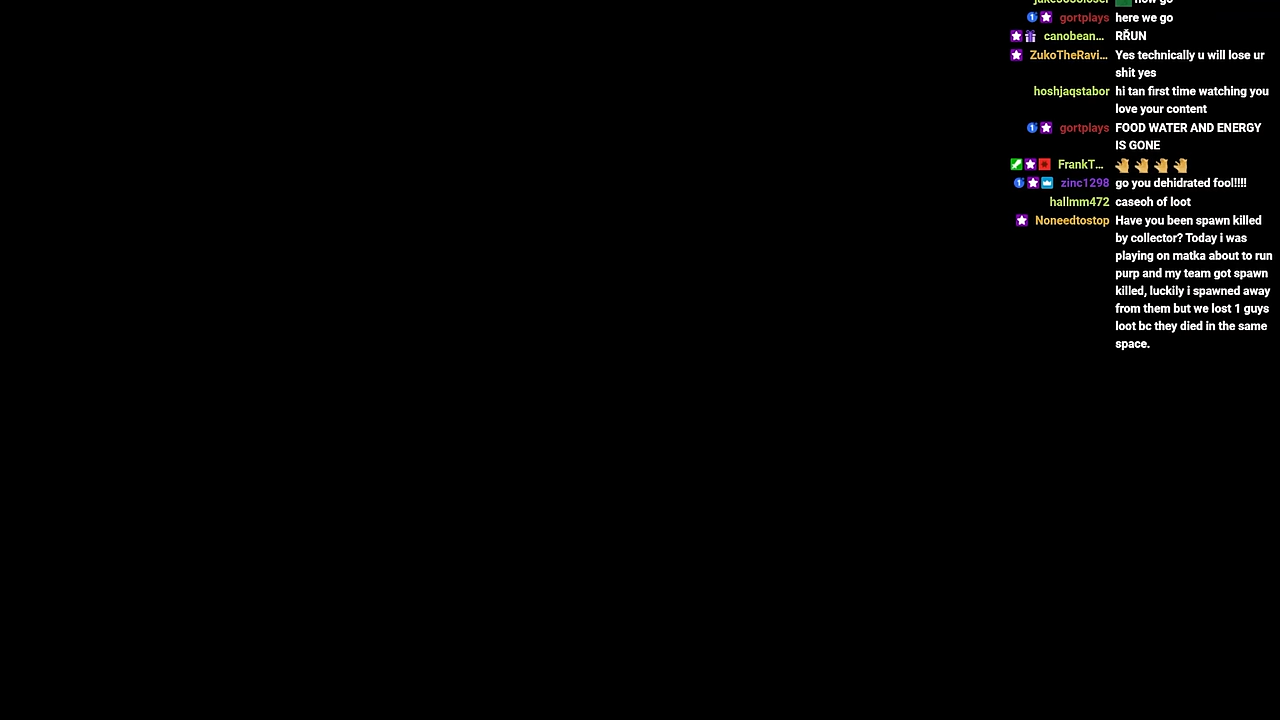 now go
gortplays here we go
canobean... RŘUN
ZukoTheRavi... Yes technically u will lose ur
shit yes
hoshjaqstabor hi tan first time watching you
love your content
gortplays FOOD WATER AND ENERGY
IS GONE
FrankT...
zinc1298 go you dehidrated fool!!!!!
hallmm472 caseoh of loot
Noneedtostop Have you been spawn killed
by collector? Today i was
playing on matka about to run
purp and my team got spawn
killed, luckily i spawned away
from them but we lost 1 guys
loot bc they died in the same
space.